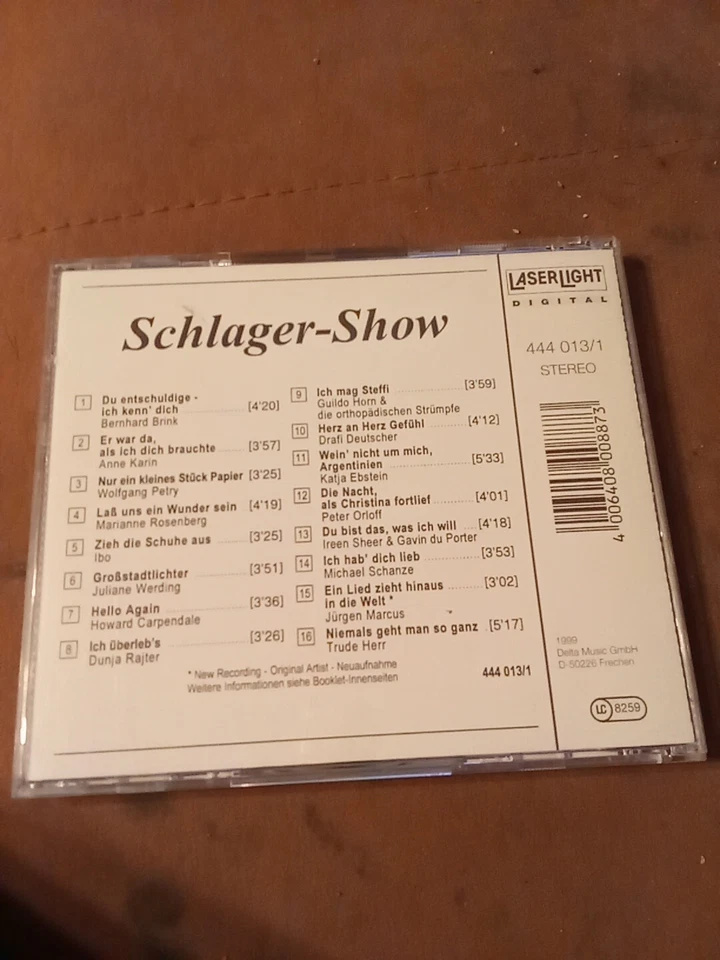 Schlager-Show
1 Du entschuldige -
ich kenn' dich [4'20]
Bernhard Brink
2 Er war da,
als ich dich brauchte [3'57]
Anne Karin
3 Nur ein kleines Stück Papier [3'25]
Wolfgang Petry
4 Laß uns ein Wunder sein [4'19]
Marianne Rosenberg
5 Zieh die Schuhe aus [3'25]
Ibo
6 Großstadtlichter [3'51]
Juliane Werding
7 Hello Again [3'36]
Howard Carpendale
8 Ich überleb's [3'26]
Dunja Rajter
9 Ich mag Steffi [3'59]
Guildo Horn &
die orthopädischen Strümpfe
10 Herz an Herz Gefühl [4'12]
Drafi Deutscher
11 Wein' nicht um mich,
Argentinien [5'33]
Katja Ebstein
12 Die Nacht,
als Christina fortlief [4'01]
Peter Orloff
13 Du bist das, was ich will [4'18]
Ireen Sheer & Gavin du Porter
14 Ich hab' dich lieb [3'53]
Michael Schanze
15 Ein Lied zieht hinaus [3'02]
in die Welt *
Jürgen Marcus
16 Niemals geht man so ganz [5'17]
Trude Herr
* New Recording - Original Artist - Neuaufnahme
Weitere Informationen siehe Booklet-Innenseiten
444 013/1
LASERLIGHT
DIGITAL
444 013/1
STEREO
4 006408 008873
1999
Delta Music GmbH
D-50226 Frechen
LC 8259